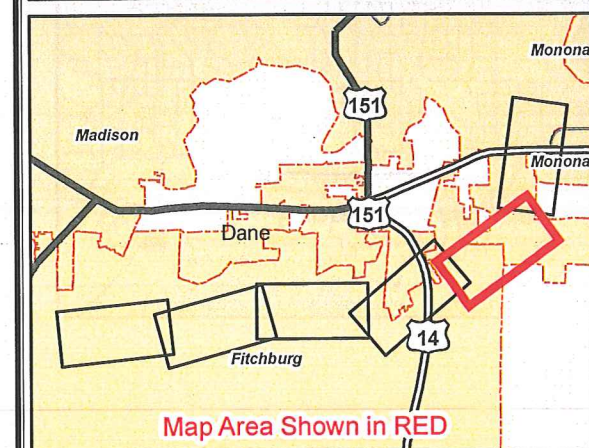 Monona
151
Madison
Monona
151
Dane
14
Fitchburg
Map Area Shown in RED